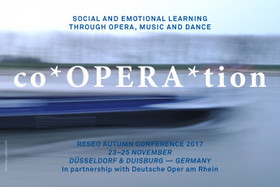 SOCIAL AND EMOTIONAL LEARNING
THROUGH OPERA, MUSIC AND DANCE
co*OPERA*tion
RESEO AUTUMN CONFERENCE 2017
23–25 NOVEMBER
DÜSSELDORF & DUISBURG — GERMANY
In partnership with Deutsche Oper am Rhein